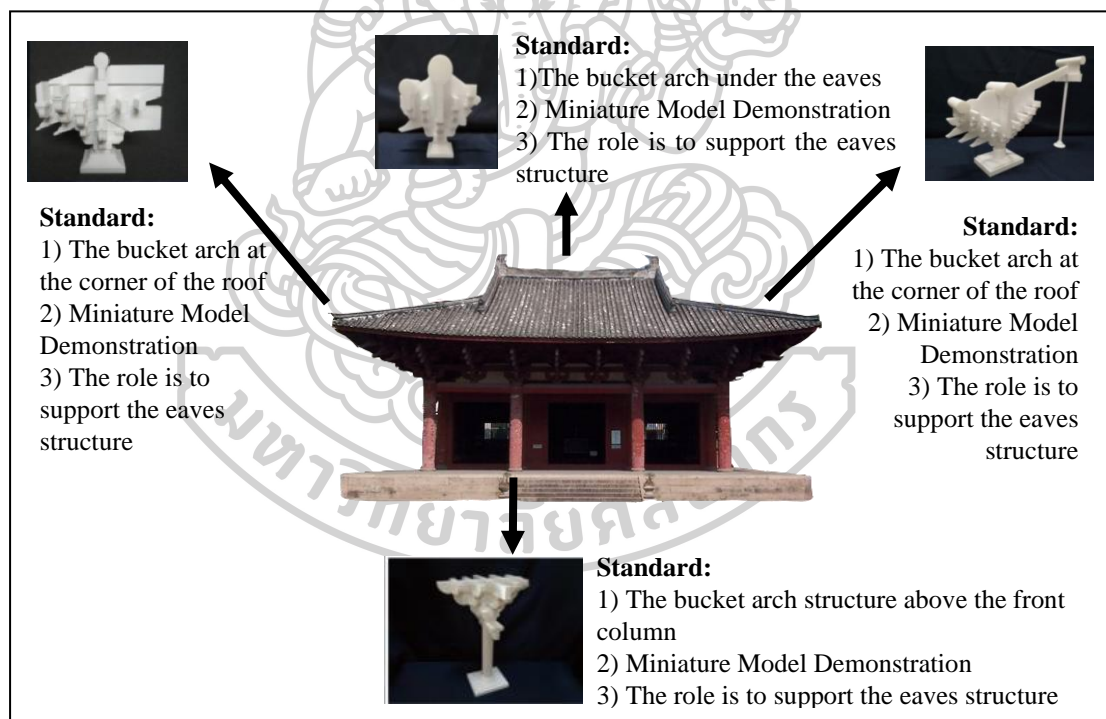 Standard:
1)The bucket arch under the eaves
2) Miniature Model Demonstration
3) The role is to support the eaves
structure
Standard:
1) The bucket arch at
the corner of the roof
2) Miniature Model
Demonstration
3) The role is to
support the eaves
structure
Standard:
1) The bucket arch at
the corner of the roof
2) Miniature Model
Demonstration
3) The role is to
support the eaves
structure
Standard:
1) The bucket arch structure above the front
column
2) Miniature Model Demonstration
3) The role is to support the eaves structure